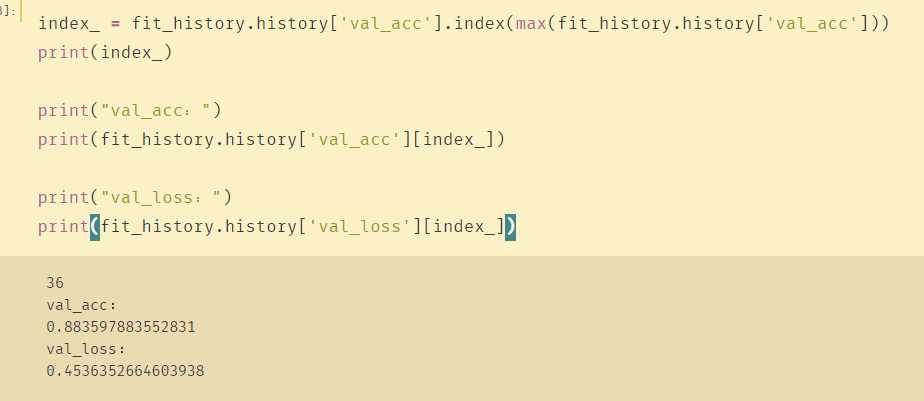 3]:
index_ = fit_history.history['val_acc'].index(max(fit_history.history['val_acc']))
print(index_)
print("val_acc：")
print(fit_history.history['val_acc'][index_])
print("val_loss：")
print(fit_history.history['val_loss'][index_])
36
val_acc：
0.883597883552831
val_loss：
0.4536352664603938